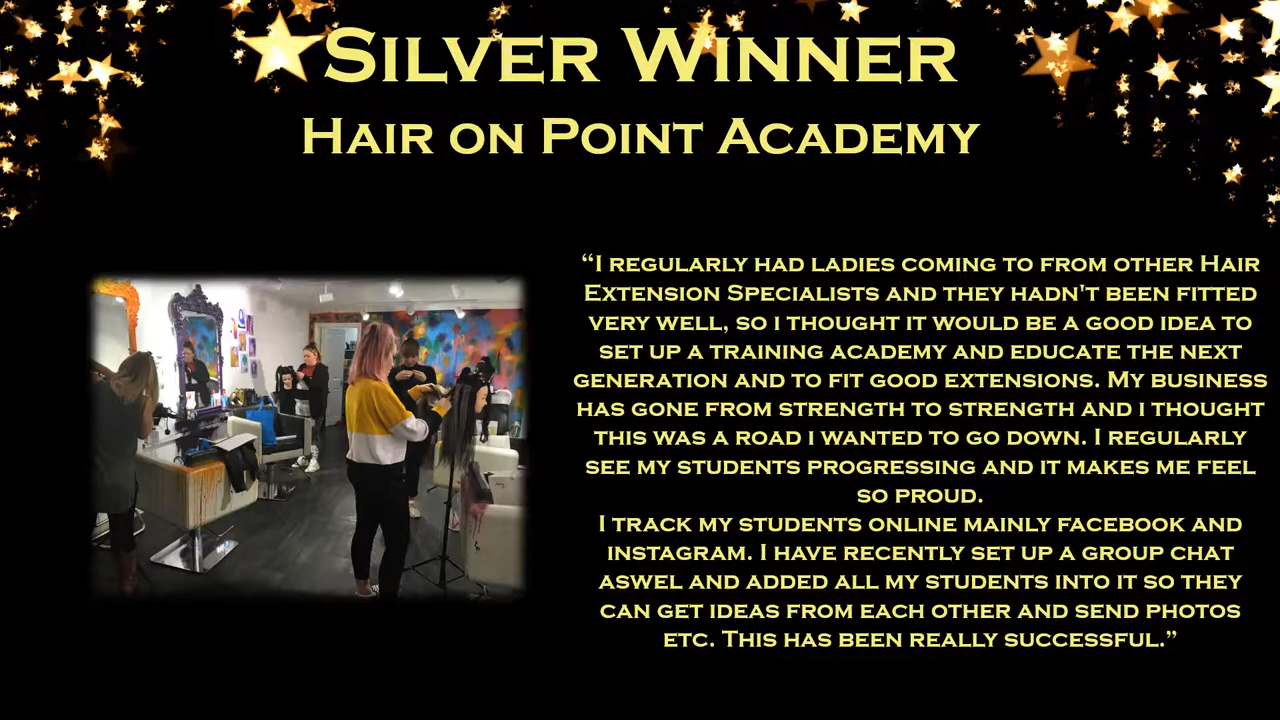 Silver Winner
Hair on Point Academy
“I regularly had ladies coming to from other Hair
Extension Specialists and they hadn't been fitted
very well, so i thought it would be a good idea to
set up a training academy and educate the next
generation and to fit good extensions. My business
has gone from strength to strength and i thought
this was a road i wanted to go down. I regularly
see my students progressing and it makes me feel
so proud.
I track my students online mainly facebook and
instagram. I have recently set up a group chat
aswel and added all my students into it so they
can get ideas from each other and send photos
etc. This has been really successful.”